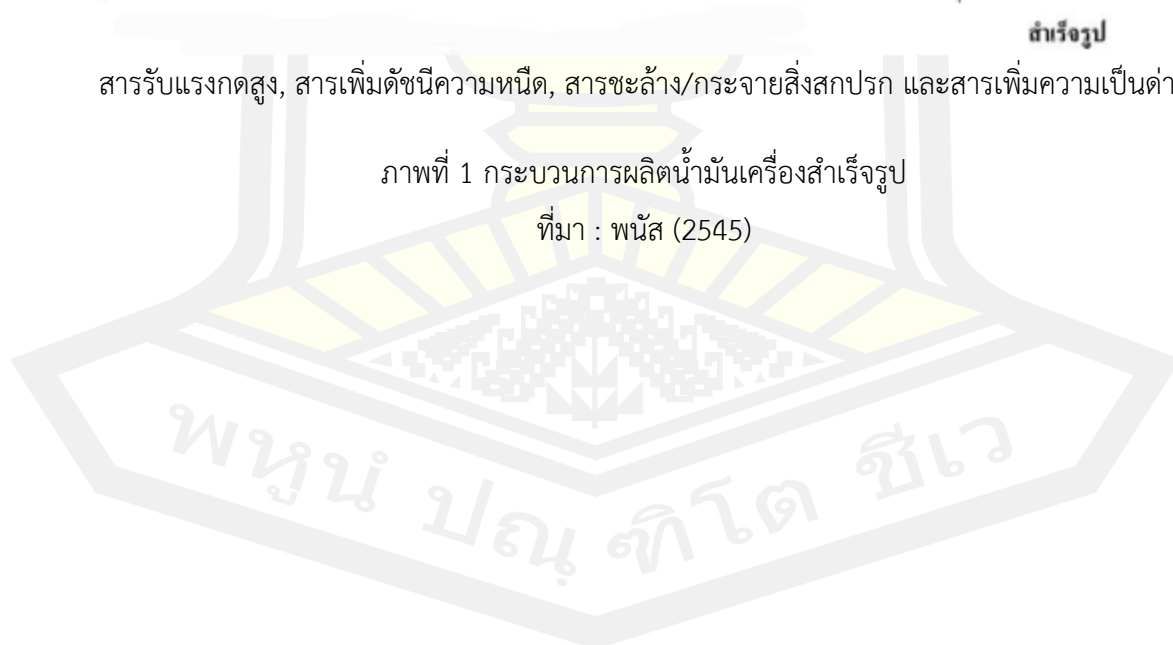 สำเร็จรูป
สารรับแรงกดสูง, สารเพิ่มดัชนีความหนืด, สารชะล้าง/กระจายสิ่งสกปรก และสารเพิ่มความเป็นด่า
ภาพที่ 1 กระบวนการผลิตน้ำมันเครื่องสำเร็จรูป
ที่มา : พนัส (2545)
พหูนํ ปณฺฑิโต ชีเว